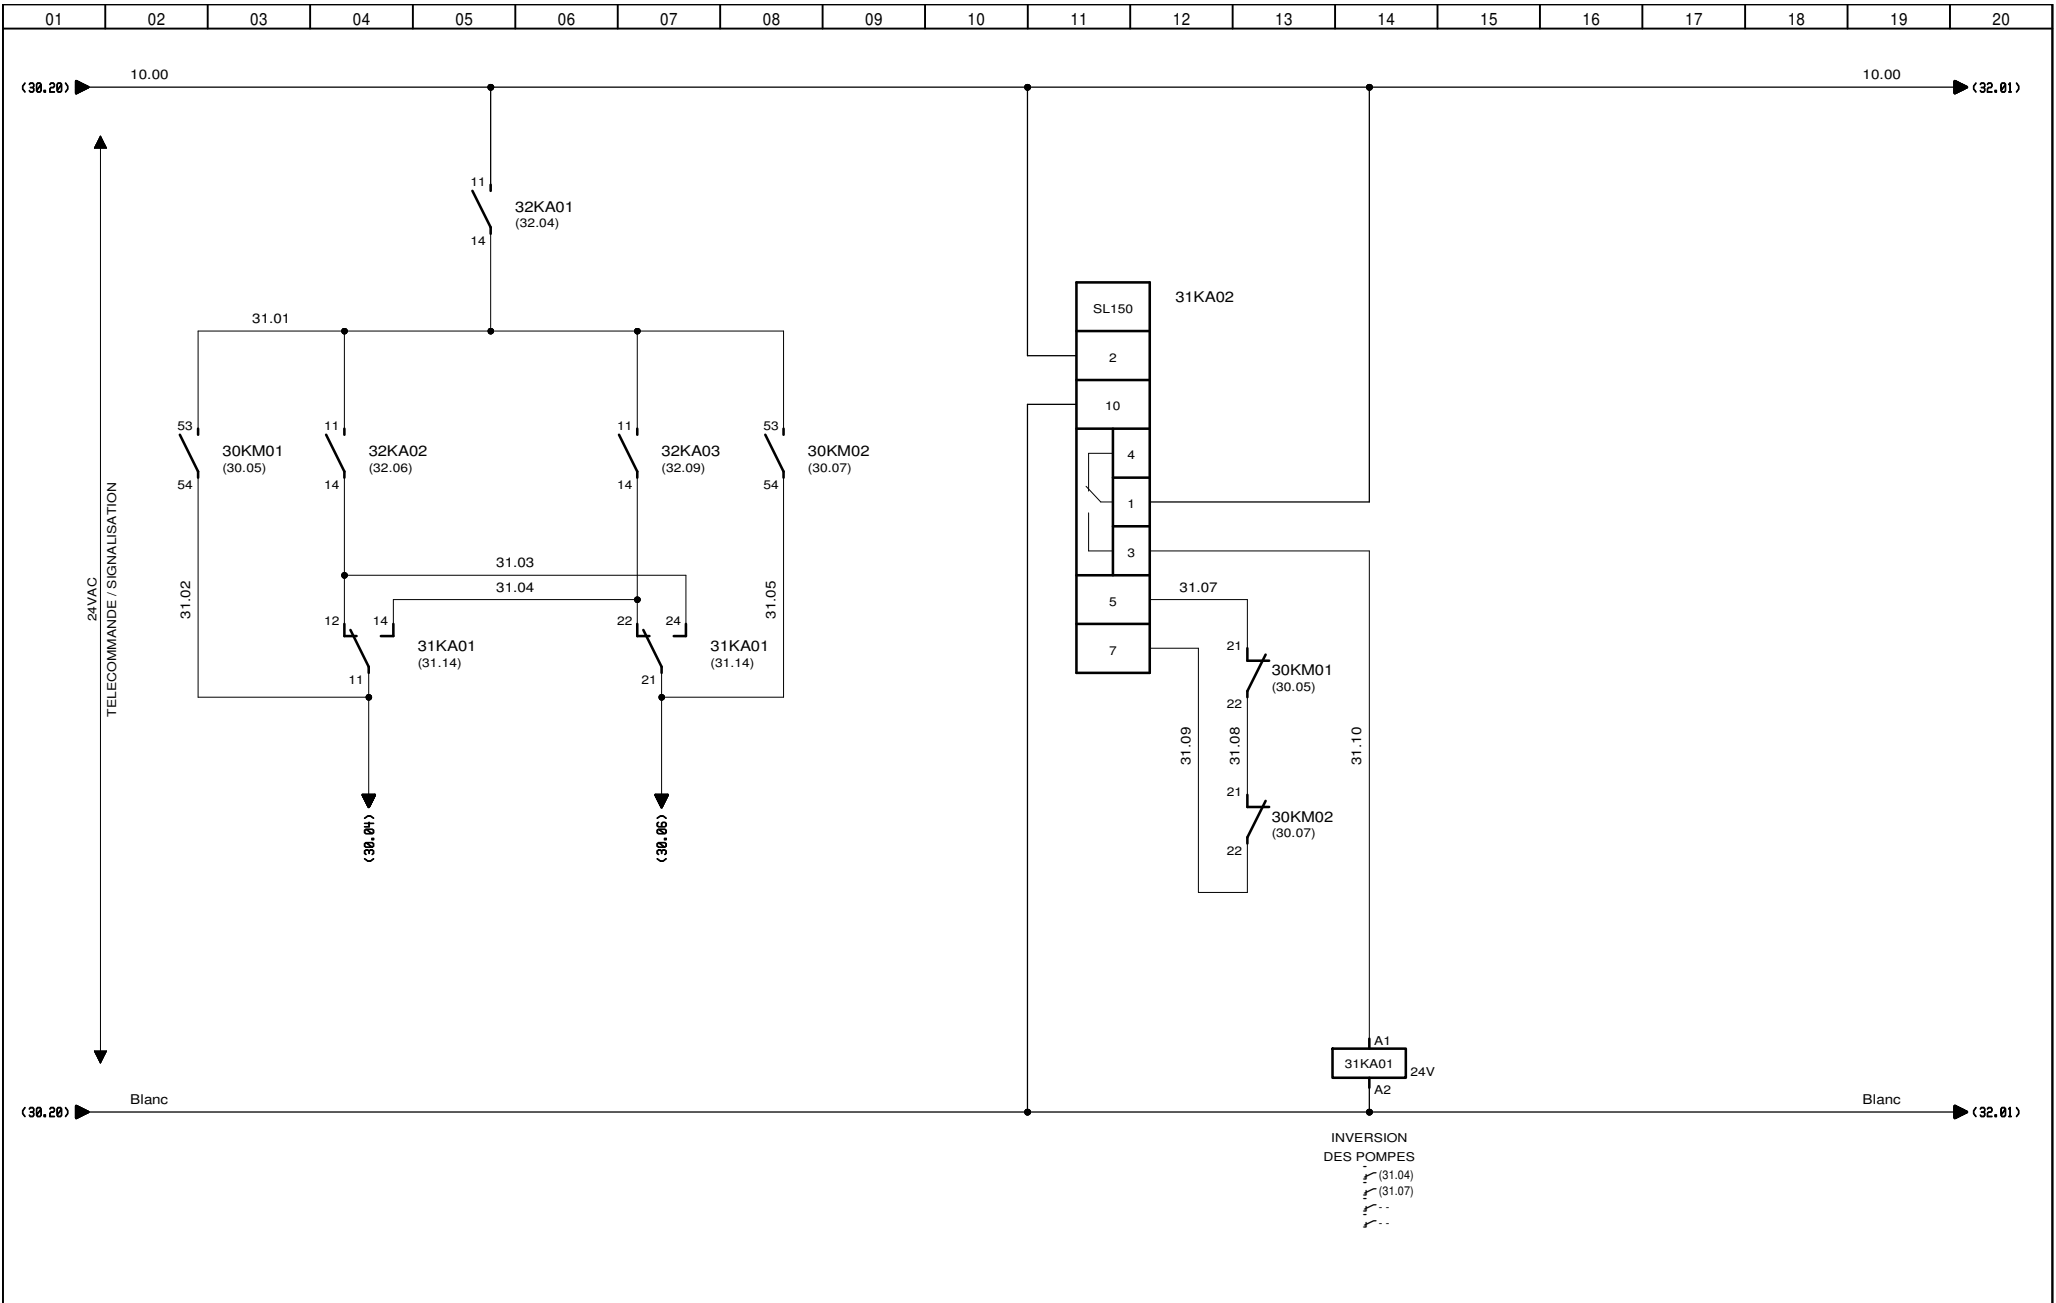 01 02 03 04 05 06 07 08 09 10 11 12 13 14 15 16 17 18 19 20
10.00 10.00
(30.20) (32.01)
11
32KA01
(32.04)
14
31KA02
SL150
31.01
2
10
53 11 11 53
30KM01 32KA02 32KA03 30KM02
(30.05) (32.06) (32.09) (30.07)
54 14 14 54
4
1
3
24VAC
TELECOMMANDE / SIGNALISATION
31.03
31.04
31.02
31.05
12 14 22 24
31KA01 31KA01
(31.14) (31.14)
11 21
5
31.07
7
21
30KM01
(30.05)
22
31.09
31.08
31.10
21
30KM02
(30.07)
22
(30.04) (30.06)
A1
31KA01
24V
A2
Blanc Blanc
(30.20) (32.01)
INVERSION
DES POMPES
(31.04)
(31.07)
- -
- -